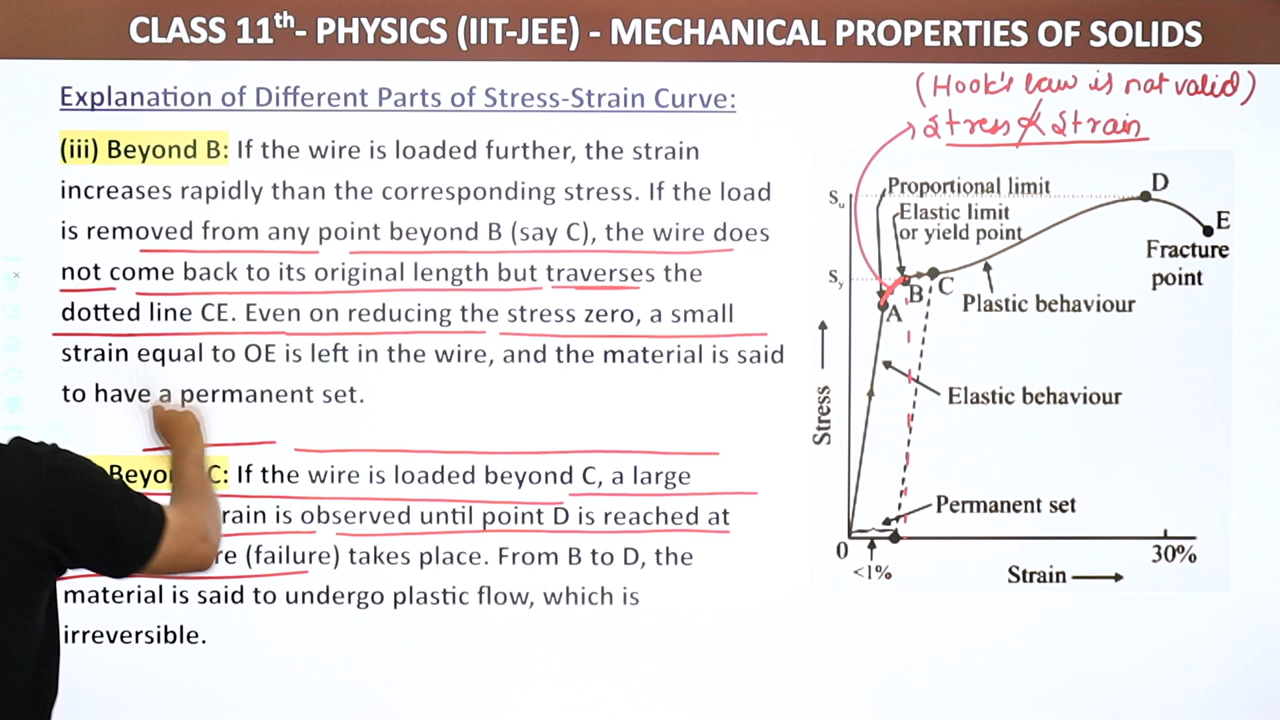 CLASS 11th- PHYSICS (IIT-JEE) - MECHANICAL PROPERTIES OF SOLIDS
Explanation of Different Parts of Stress-Strain Curve:
(iii) Beyond B: If the wire is loaded further, the strain
increases rapidly than the corresponding stress. If the load
is removed from any point beyond B (say C), the wire does
not come back to its original length but traverses the
dotted line CE. Even on reducing the stress zero, a small
strain equal to OE is left in the wire, and the material is said
to have a permanent set.
C: If the wire is loaded beyond C, a large
is observed until point D is reached at
(failure) takes place. From B to D, the
material is said to undergo plastic flow, which is
irreversible.
(Hook's law is not valid)
Stress ∝̸ Strain
Proportional limit
Elastic limit
or yield point
Su
Sy
D
E
Fracture
point
B
C
A
Plastic behaviour
Elastic behaviour
Stress
Permanent set
0
<1%
30%
Strain